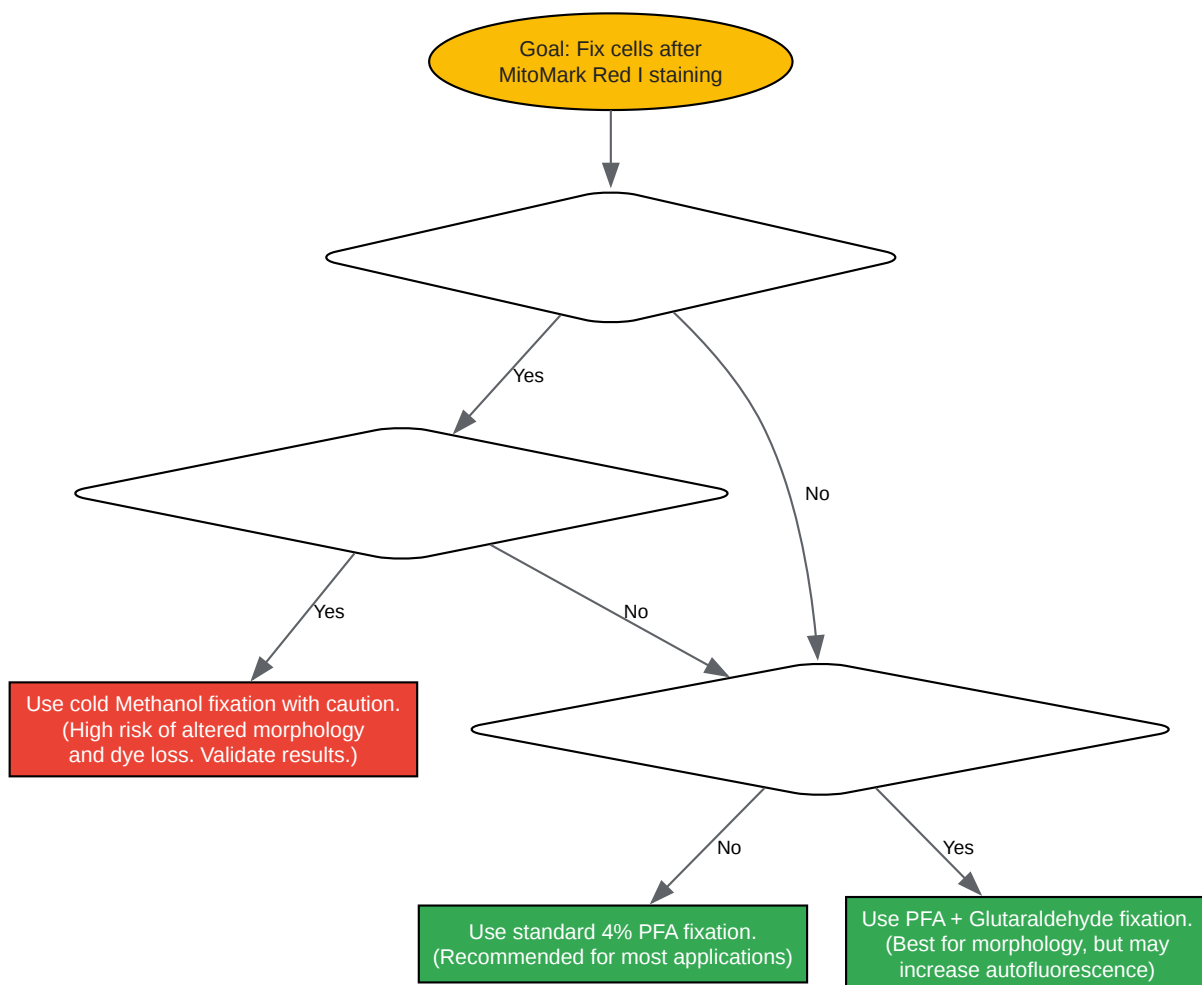 Goal: Fix cells after
MitoMark Red I staining
Yes
No
Yes
No
Use cold Methanol fixation with caution.
(High risk of altered morphology
and dye loss. Validate results.)
No
Yes
Use standard 4% PFA fixation.
(Recommended for most applications)
Use PFA + Glutaraldehyde fixation.
(Best for morphology, but may
increase autofluorescence)